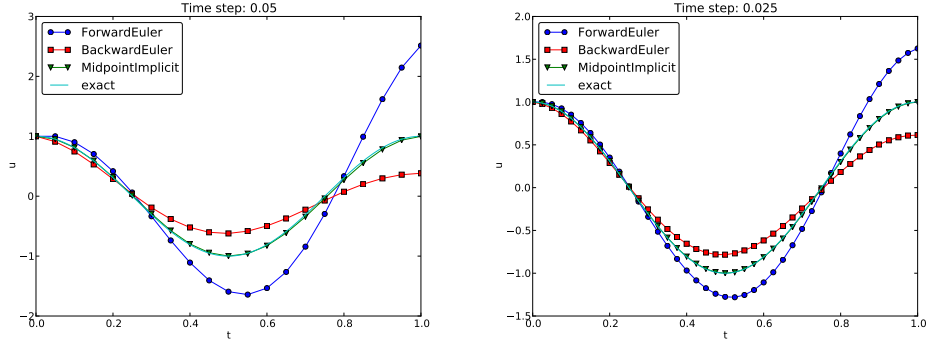 Time step: 0.05
3
2
1
0
−1
−2
u
ForwardEuler
BackwardEuler
MidpointImplicit
exact
0.0 0.2 0.4 0.6 0.8 1.0
t
Time step: 0.025
2.0
1.5
1.0
0.5
0.0
−0.5
−1.0
−1.5
u
ForwardEuler
BackwardEuler
MidpointImplicit
exact
0.0 0.2 0.4 0.6 0.8 1.0
t